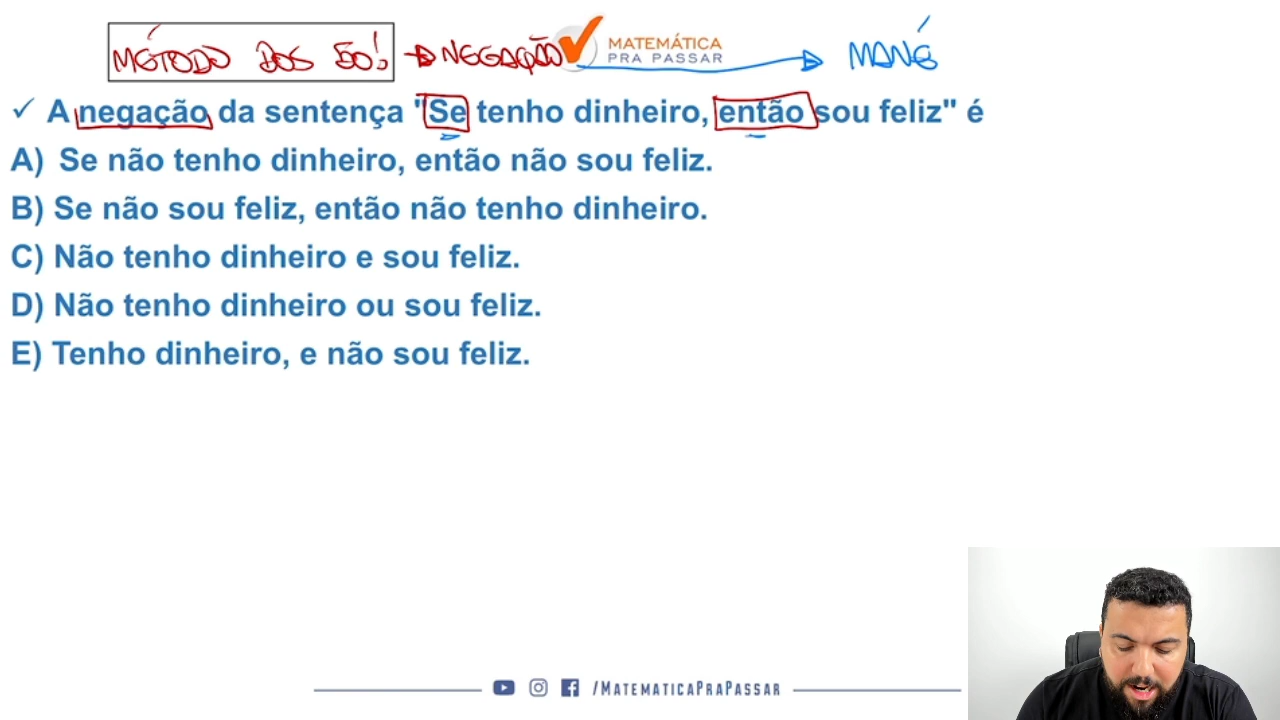 MÉTODO DOS 50! → NEGAÇÃO → MANÉ
MATEMÁTICA
PRA PASSAR
✓ A negação da sentença "Se tenho dinheiro, então sou feliz" é
A) Se não tenho dinheiro, então não sou feliz.
B) Se não sou feliz, então não tenho dinheiro.
C) Não tenho dinheiro e sou feliz.
D) Não tenho dinheiro ou sou feliz.
E) Tenho dinheiro, e não sou feliz.
/MATEMATICAPRAPASSAR